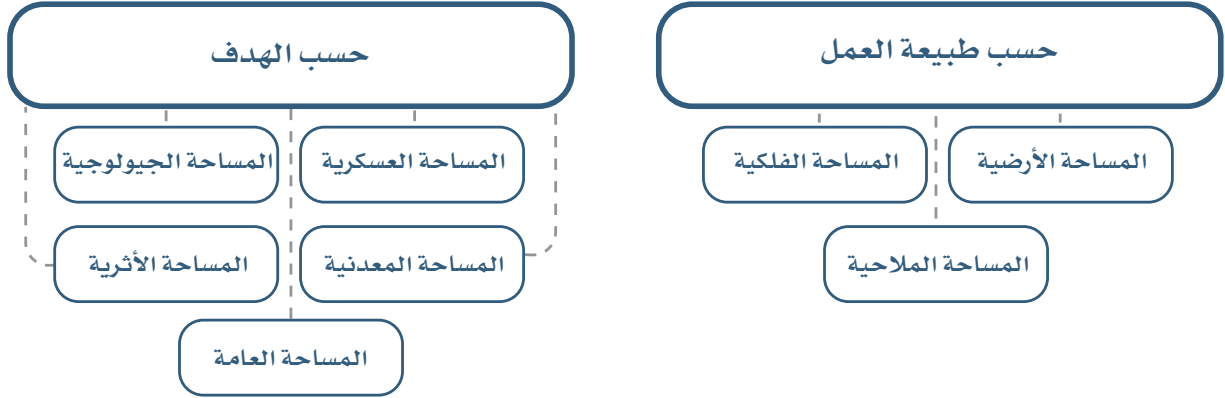 حسب طبيعة العمل
المساحة الأرضية
المساحة الفلكية
المساحة الملاحية
حسب الهدف
المساحة العسكرية
المساحة الجيولوجية
المساحة المعدنية
المساحة الأثرية
المساحة العامة